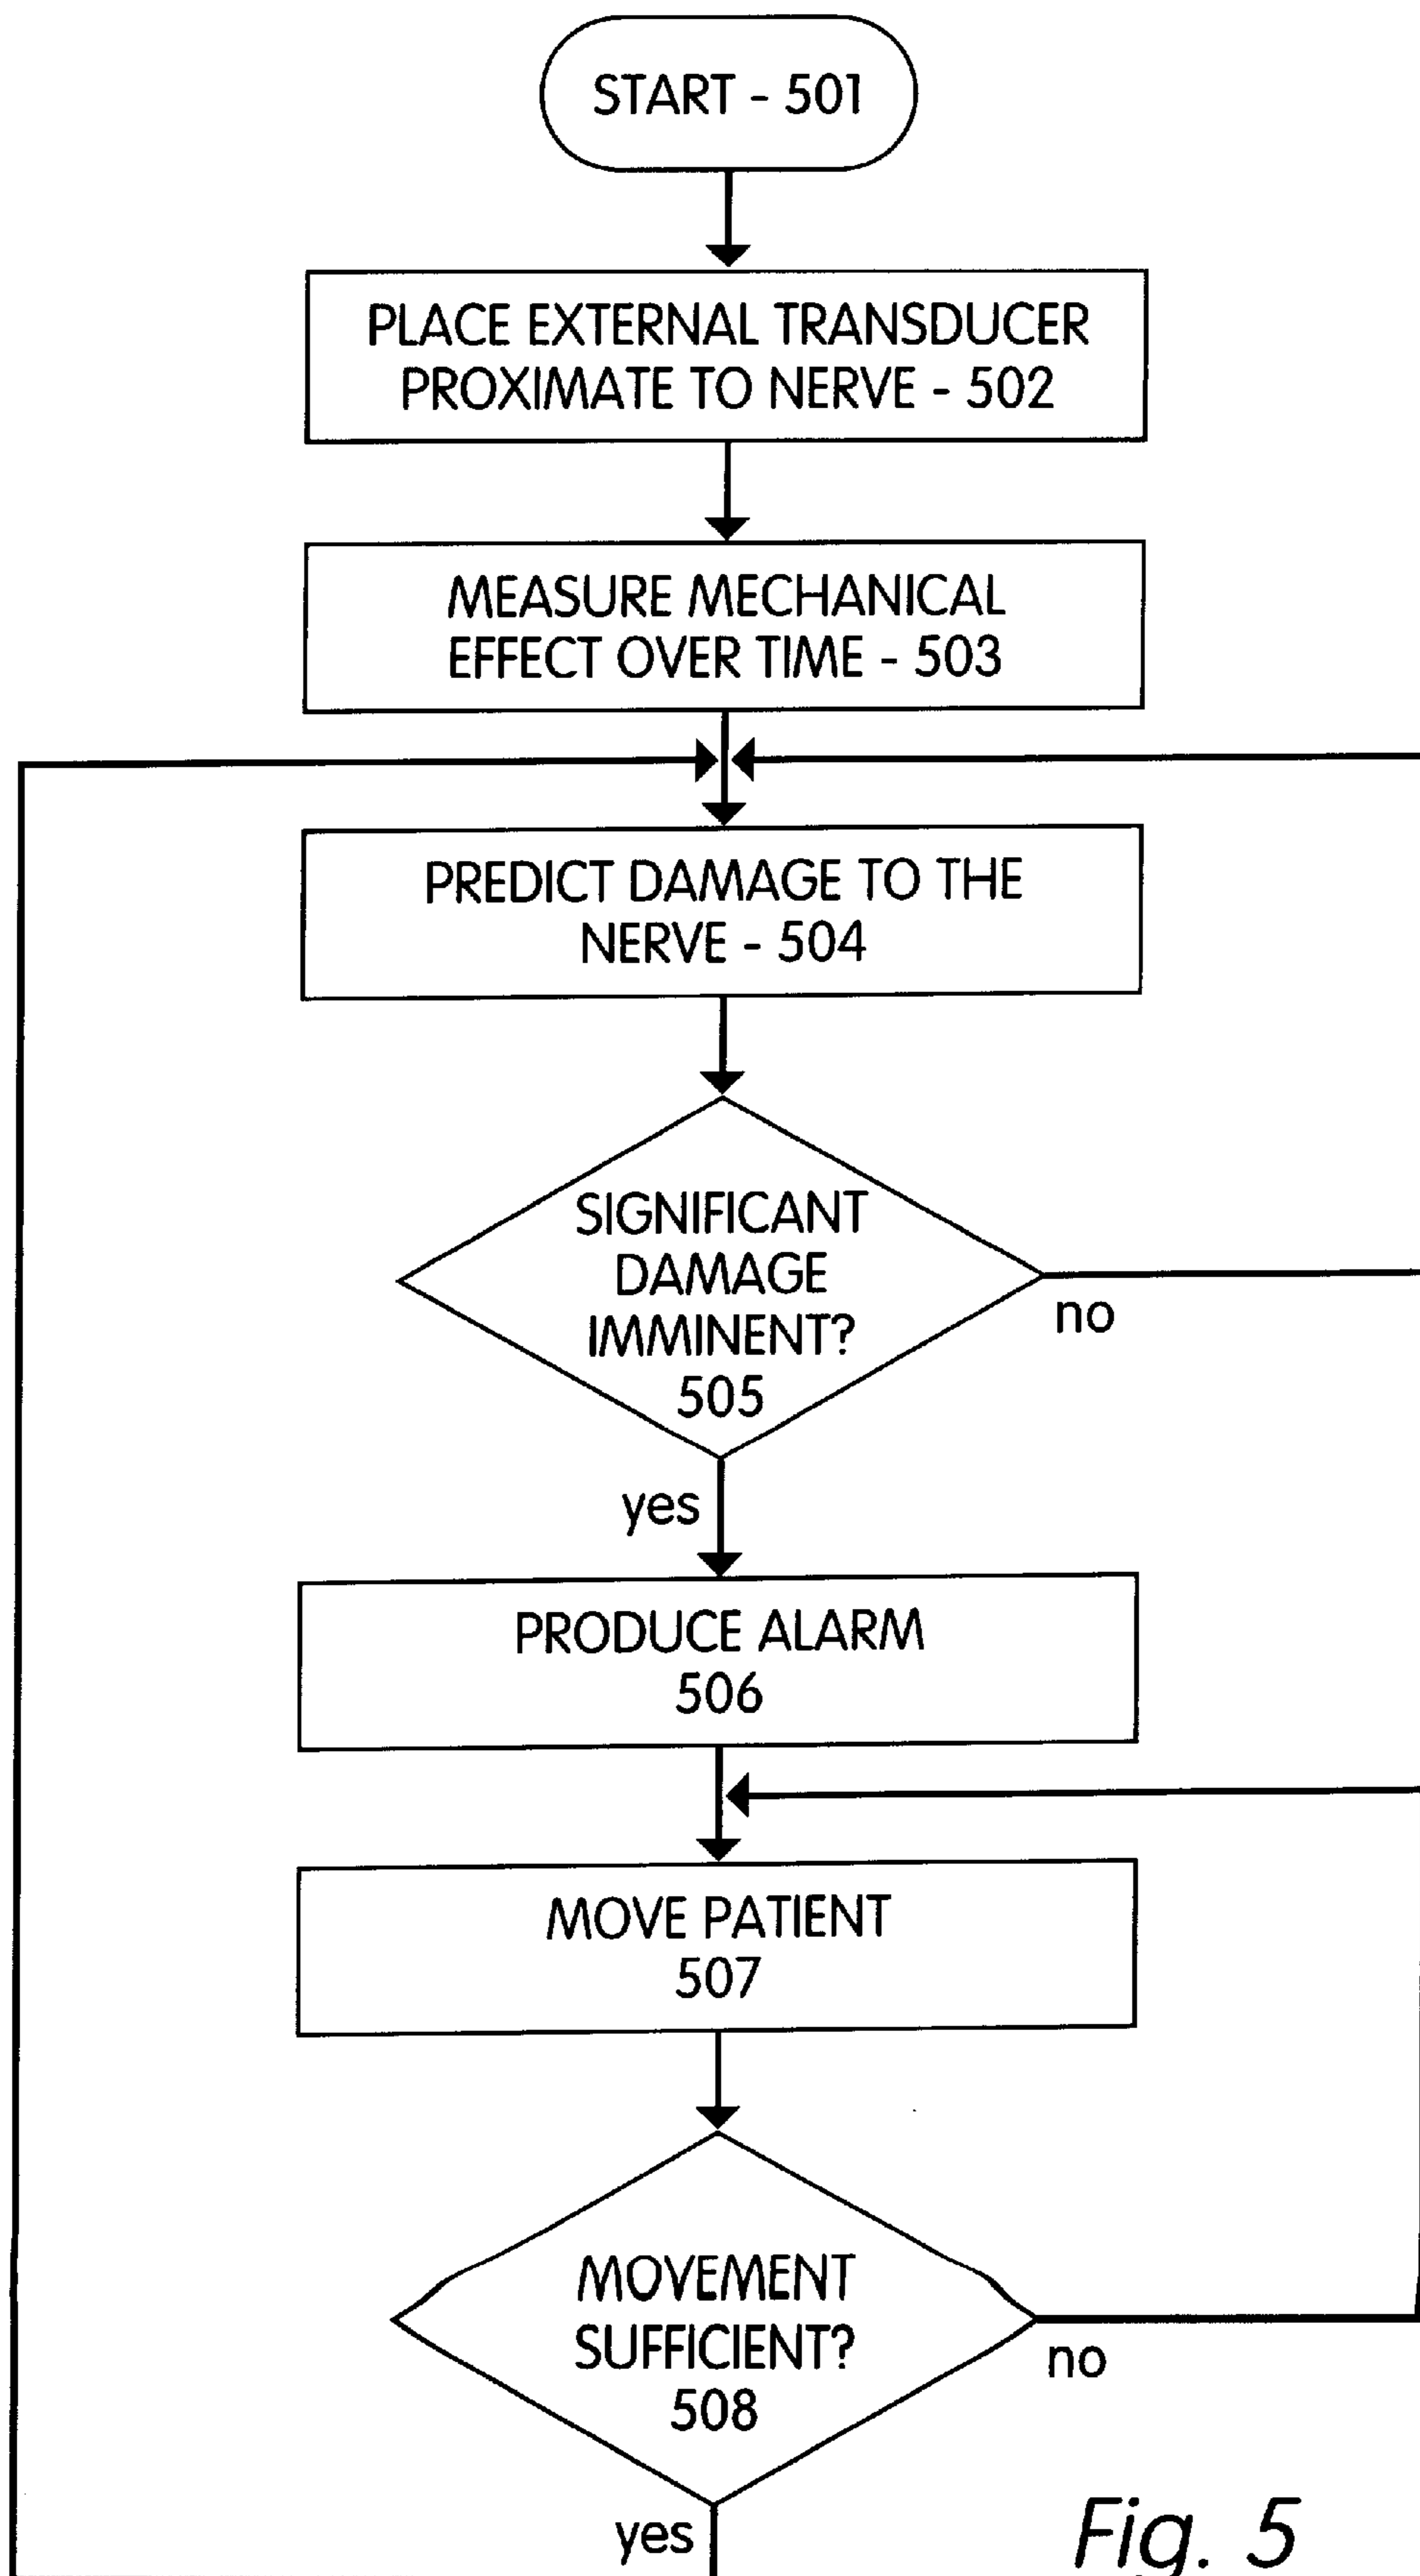 START - 501
PLACE EXTERNAL TRANSDUCER
PROXIMATE TO NERVE - 502
MEASURE MECHANICAL
EFFECT OVER TIME - 503
PREDICT DAMAGE TO THE
NERVE - 504
SIGNIFICANT
DAMAGE
IMMINENT?
505
no
yes
PRODUCE ALARM
506
MOVE PATIENT
507
MOVEMENT
SUFFICIENT?
508
no
yes
Fig. 5